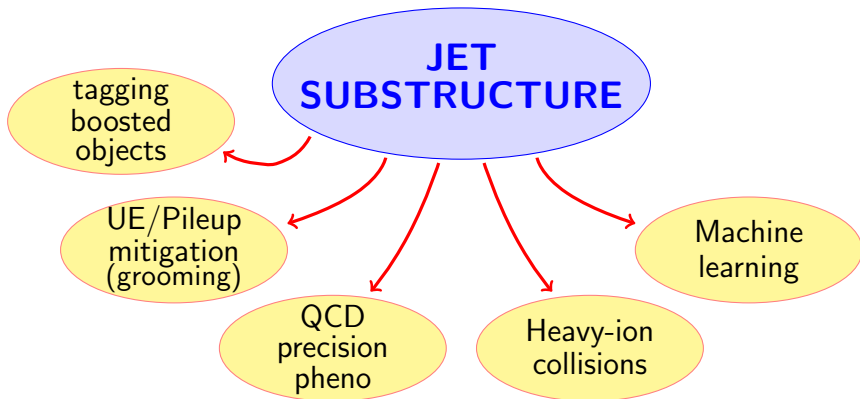 JET
SUBSTRUCTURE
tagging
boosted
objects
UE/Pileup
mitigation
(grooming)
QCD
precision
pheno
Heavy-ion
collisions
Machine
learning